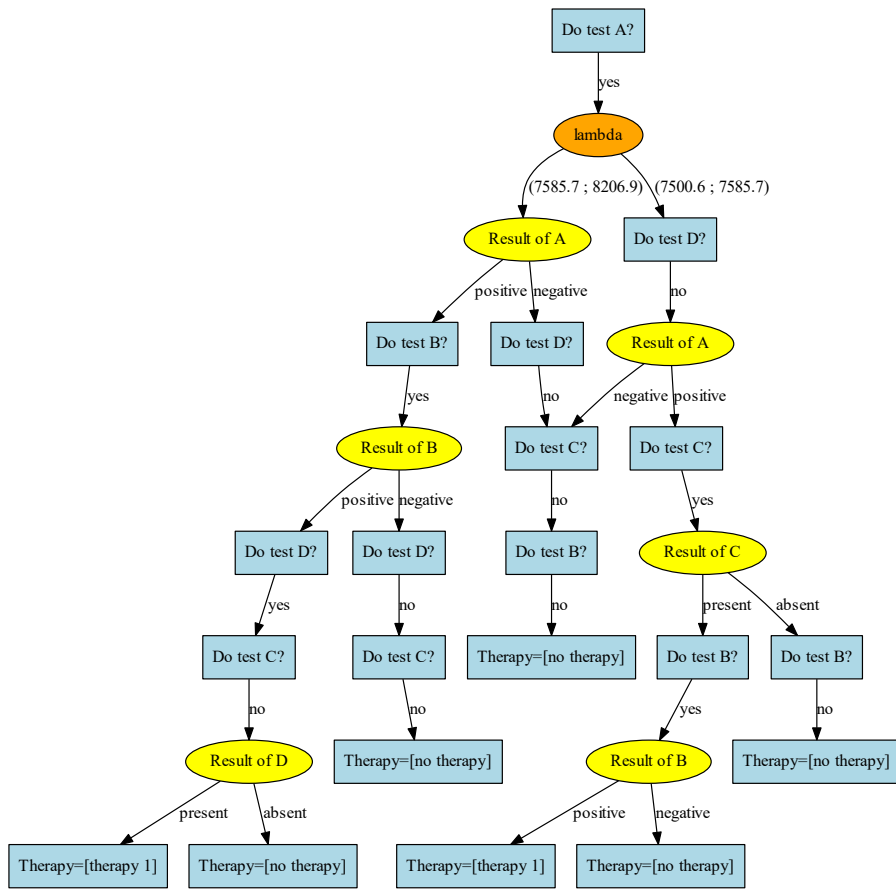 Do test A?
yes
lambda
(7585.7 ; 8206.9)
(7500.6 ; 7585.7)
Result of A
Do test D?
positive
negative
no
Do test B?
Do test D?
Result of A
yes
no
negative
positive
Result of B
Do test C?
Do test C?
positive
negative
no
yes
Do test D?
Do test D?
Do test B?
Result of C
yes
no
no
present
absent
Do test C?
Do test C?
Therapy=[no therapy]
Do test B?
Do test B?
no
no
yes
no
Result of D
Therapy=[no therapy]
Result of B
Therapy=[no therapy]
present
absent
positive
negative
Therapy=[therapy 1]
Therapy=[no therapy]
Therapy=[therapy 1]
Therapy=[no therapy]